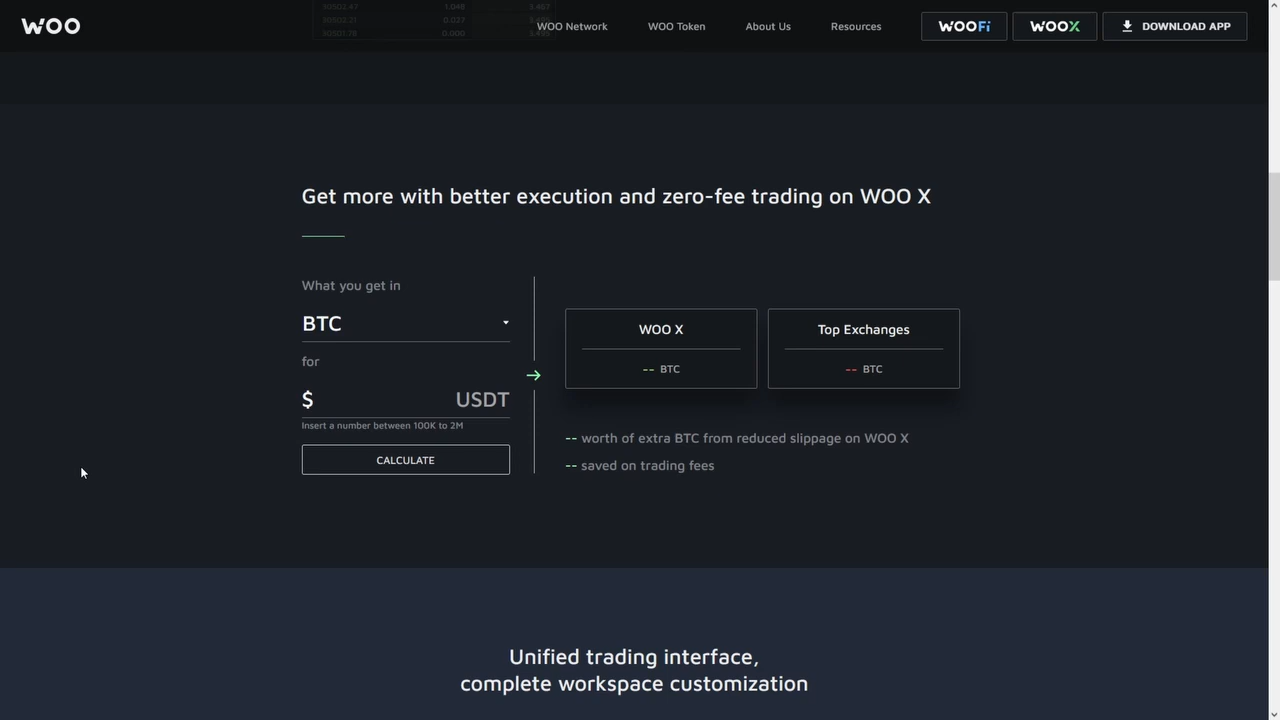 WOO
WOO Network
WOO Token
About Us
Resources
WOOFi
WOOX
DOWNLOAD APP
Get more with better execution and zero-fee trading on WOO X
What you get in
BTC
for
$ USDT
Insert a number between 100K to 2M
CALCULATE
WOO X
-- BTC
Top Exchanges
-- BTC
-- worth of extra BTC from reduced slippage on WOO X
-- saved on trading fees
Unified trading interface,
complete workspace customization